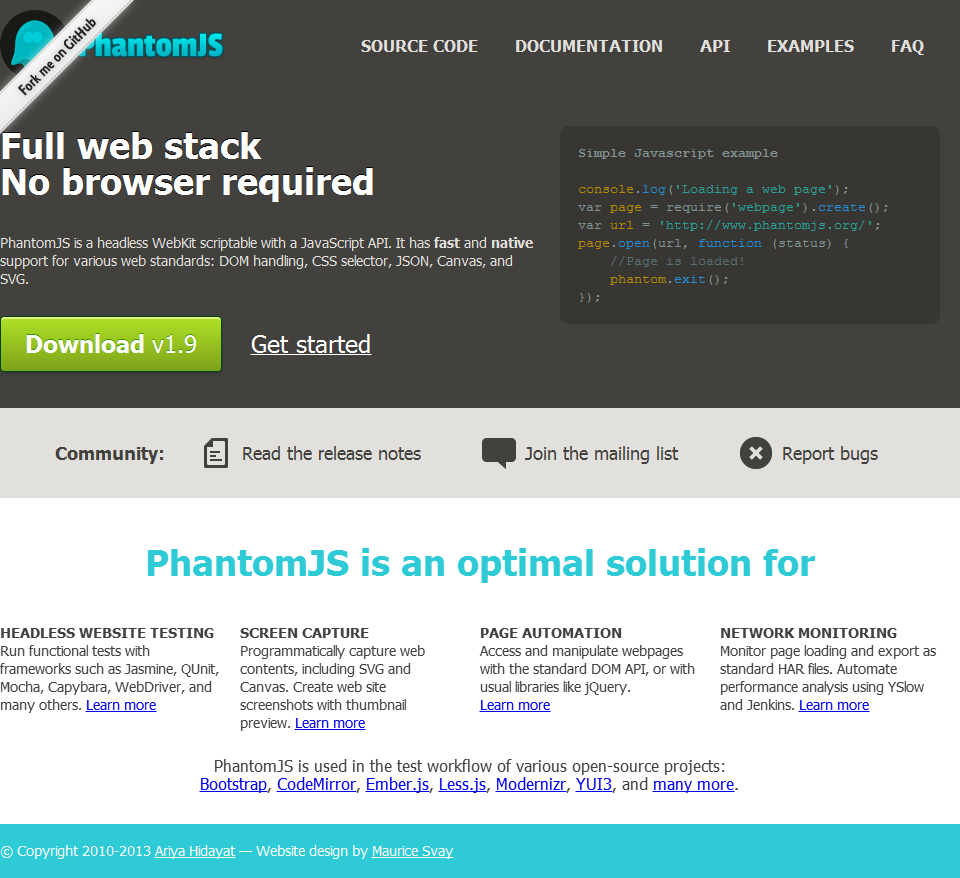 Fork me on GitHub
PhantomJS
SOURCE CODE DOCUMENTATION API EXAMPLES FAQ
Full web stack
No browser required
PhantomJS is a headless WebKit scriptable with a JavaScript API. It has fast and native
support for various web standards: DOM handling, CSS selector, JSON, Canvas, and
SVG.
Download v1.9 Get started
Simple Javascript example
console.log('Loading a web page');
var page = require('webpage').create();
var url = 'http://www.phantomjs.org/';
page.open(url, function (status) {
    //Page is loaded!
    phantom.exit();
});
Community: Read the release notes Join the mailing list Report bugs
PhantomJS is an optimal solution for
HEADLESS WEBSITE TESTING
Run functional tests with
frameworks such as Jasmine, QUnit,
Mocha, Capybara, WebDriver, and
many others. Learn more
SCREEN CAPTURE
Programmatically capture web
contents, including SVG and
Canvas. Create web site
screenshots with thumbnail
preview. Learn more
PAGE AUTOMATION
Access and manipulate webpages
with the standard DOM API, or with
usual libraries like jQuery.
Learn more
NETWORK MONITORING
Monitor page loading and export as
standard HAR files. Automate
performance analysis using YSlow
and Jenkins. Learn more
PhantomJS is used in the test workflow of various open-source projects:
Bootstrap, CodeMirror, Ember.js, Less.js, Modernizr, YUI3, and many more.
© Copyright 2010-2013 Ariya Hidayat — Website design by Maurice Svay